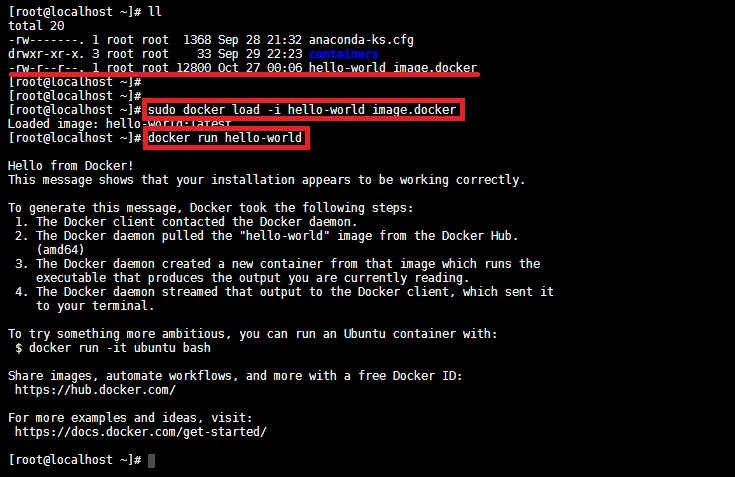 [root@localhost ~]# ll
total 20
-rw-------. 1 root root  1368 Sep 28 21:32 anaconda-ks.cfg
drwxr-xr-x. 3 root root    33 Sep 29 22:23 containers
-rw-r--r--. 1 root root 12800 Oct 27 00:06 hello-world_image.docker
[root@localhost ~]#
[root@localhost ~]#
[root@localhost ~]# sudo docker load -i hello-world_image.docker
Loaded image: hello-world:latest
[root@localhost ~]# docker run hello-world

Hello from Docker!
This message shows that your installation appears to be working correctly.

To generate this message, Docker took the following steps:
 1. The Docker client contacted the Docker daemon.
 2. The Docker daemon pulled the "hello-world" image from the Docker Hub.
    (amd64)
 3. The Docker daemon created a new container from that image which runs the
    executable that produces the output you are currently reading.
 4. The Docker daemon streamed that output to the Docker client, which sent it
    to your terminal.

To try something more ambitious, you can run an Ubuntu container with:
 $ docker run -it ubuntu bash

Share images, automate workflows, and more with a free Docker ID:
 https://hub.docker.com/

For more examples and ideas, visit:
 https://docs.docker.com/get-started/

[root@localhost ~]#